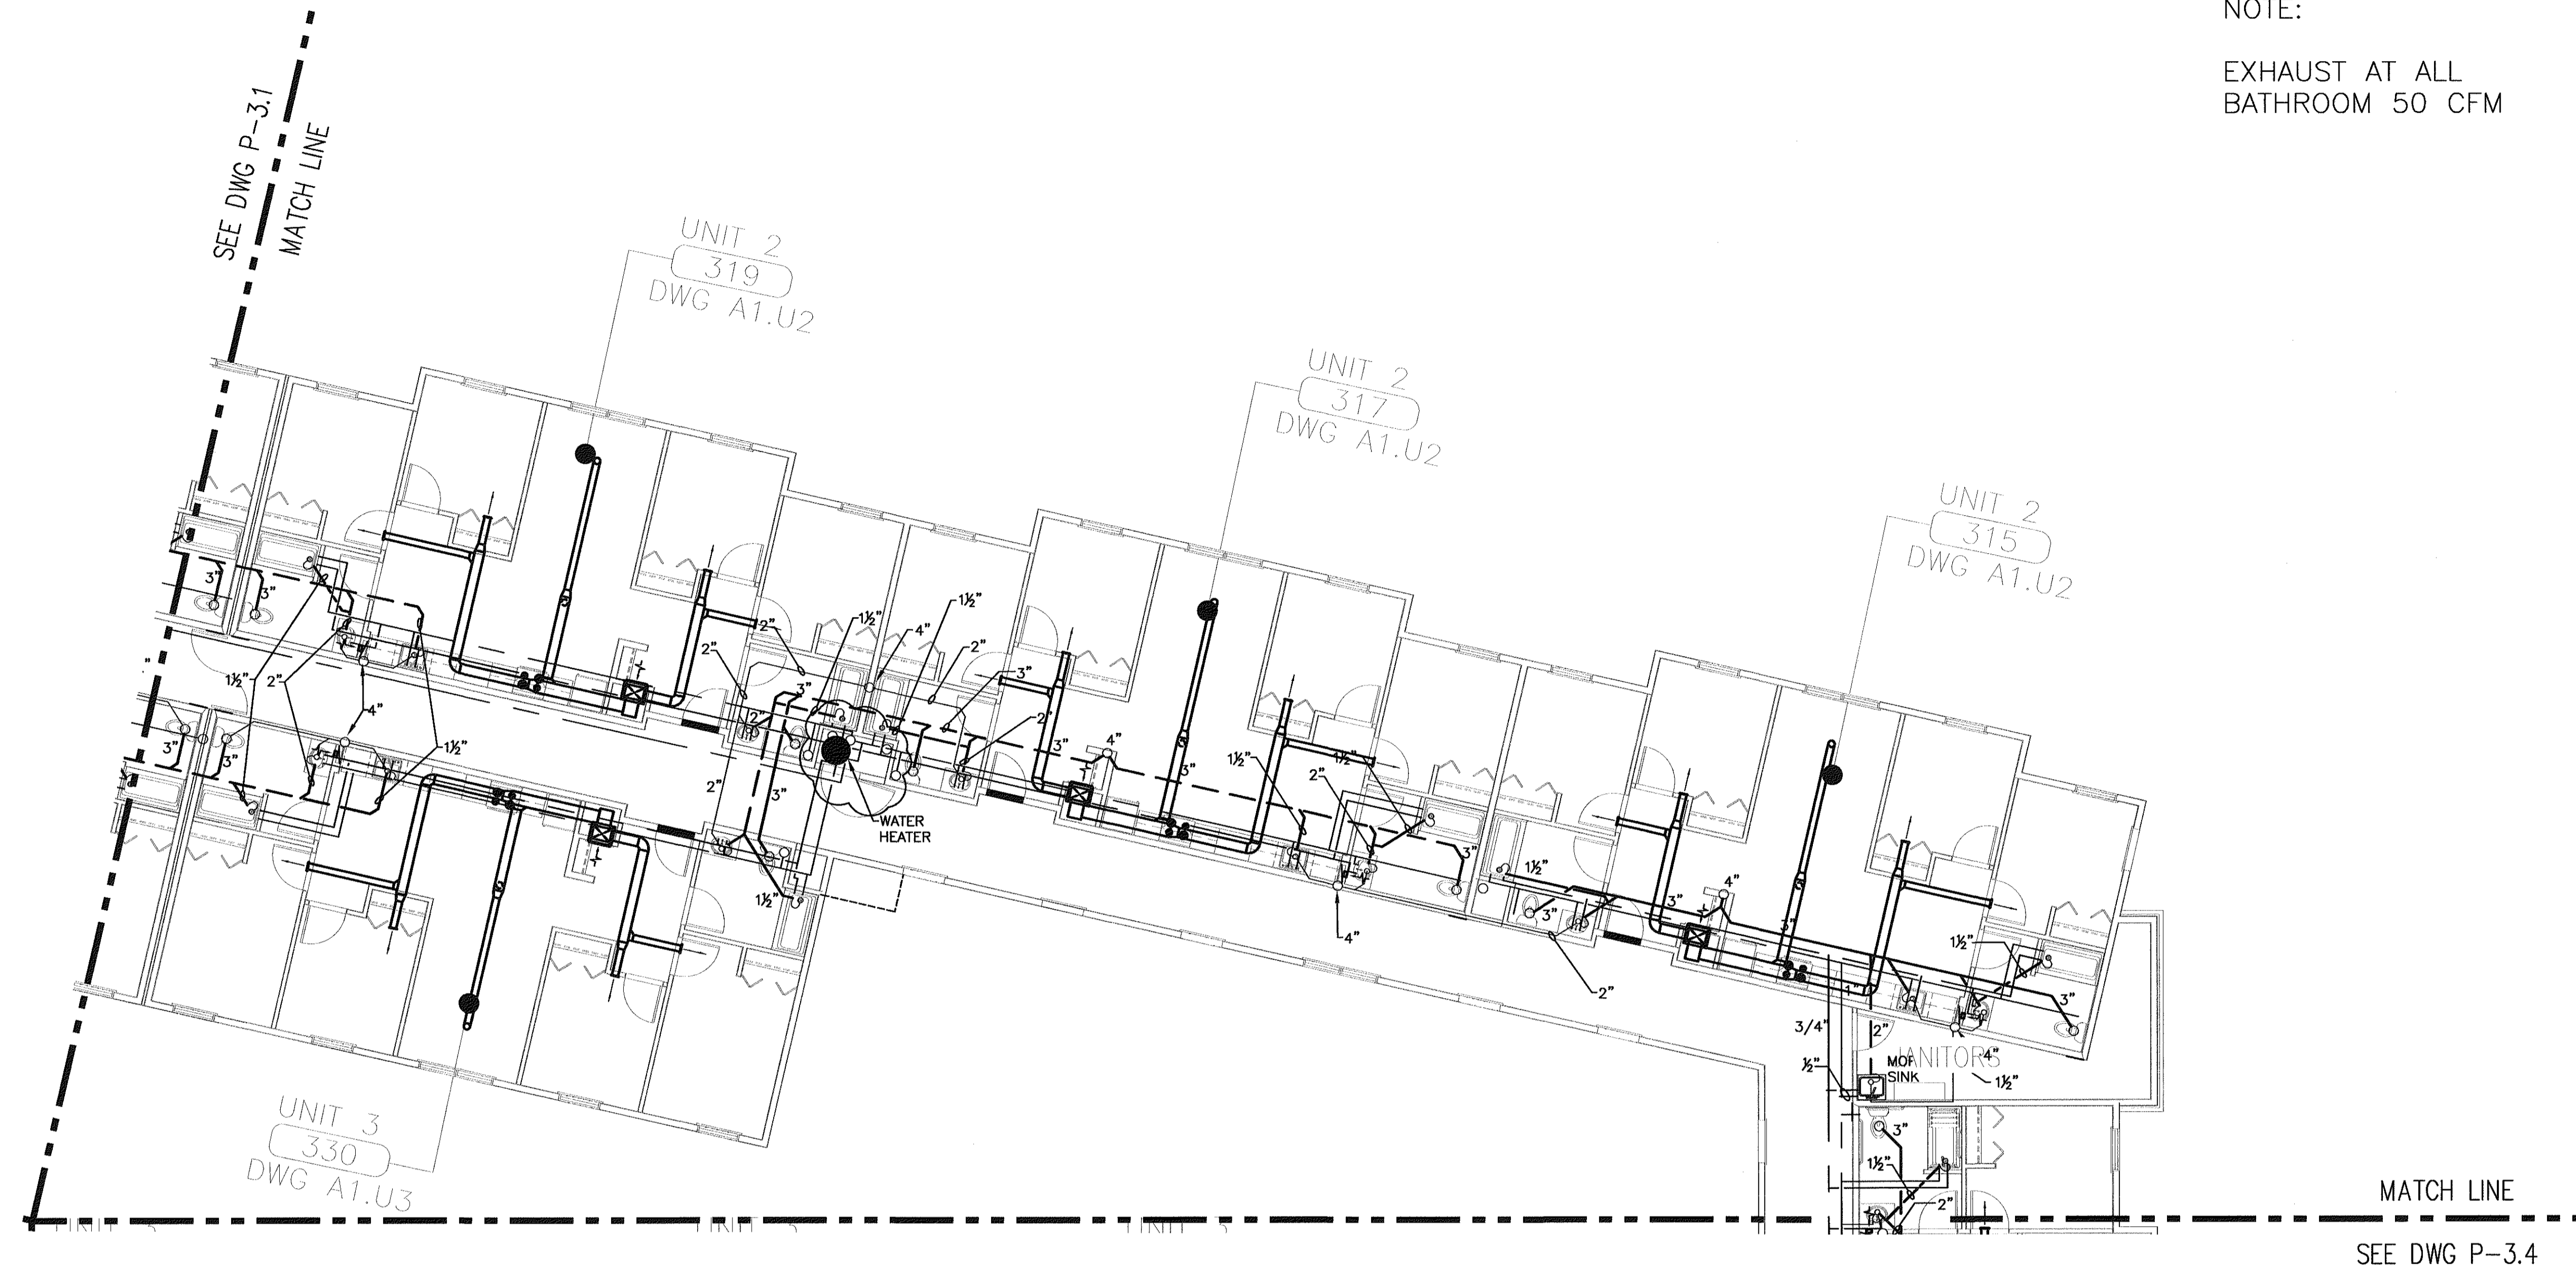 NOTE:
EXHAUST AT ALL
BATHROOM 50 CFM
SEE DWG P-3.1
MATCH LINE
UNIT 2
319
DWG A1.U2
UNIT 2
317
DWG A1.U2
UNIT 2
315
DWG A1.U2
3"
3"
1½"
2"
4"
1½"
3"
3"
2"
2"
1½"
4"
1½"
2"
3"
2"
3"
2"
2"
3"
WATER
HEATER
1½"
3"
4"
3"
1½"
2"
1½"
3"
4"
1½"
3"
2"
3"
4"
3"
1½"
3"
1"
3/4"
2"
½"
SINK
JANITORS
4"
1½"
3"
1½"
2"
UNIT 3
330
DWG A1.U3
MATCH LINE
SEE DWG P-3.4